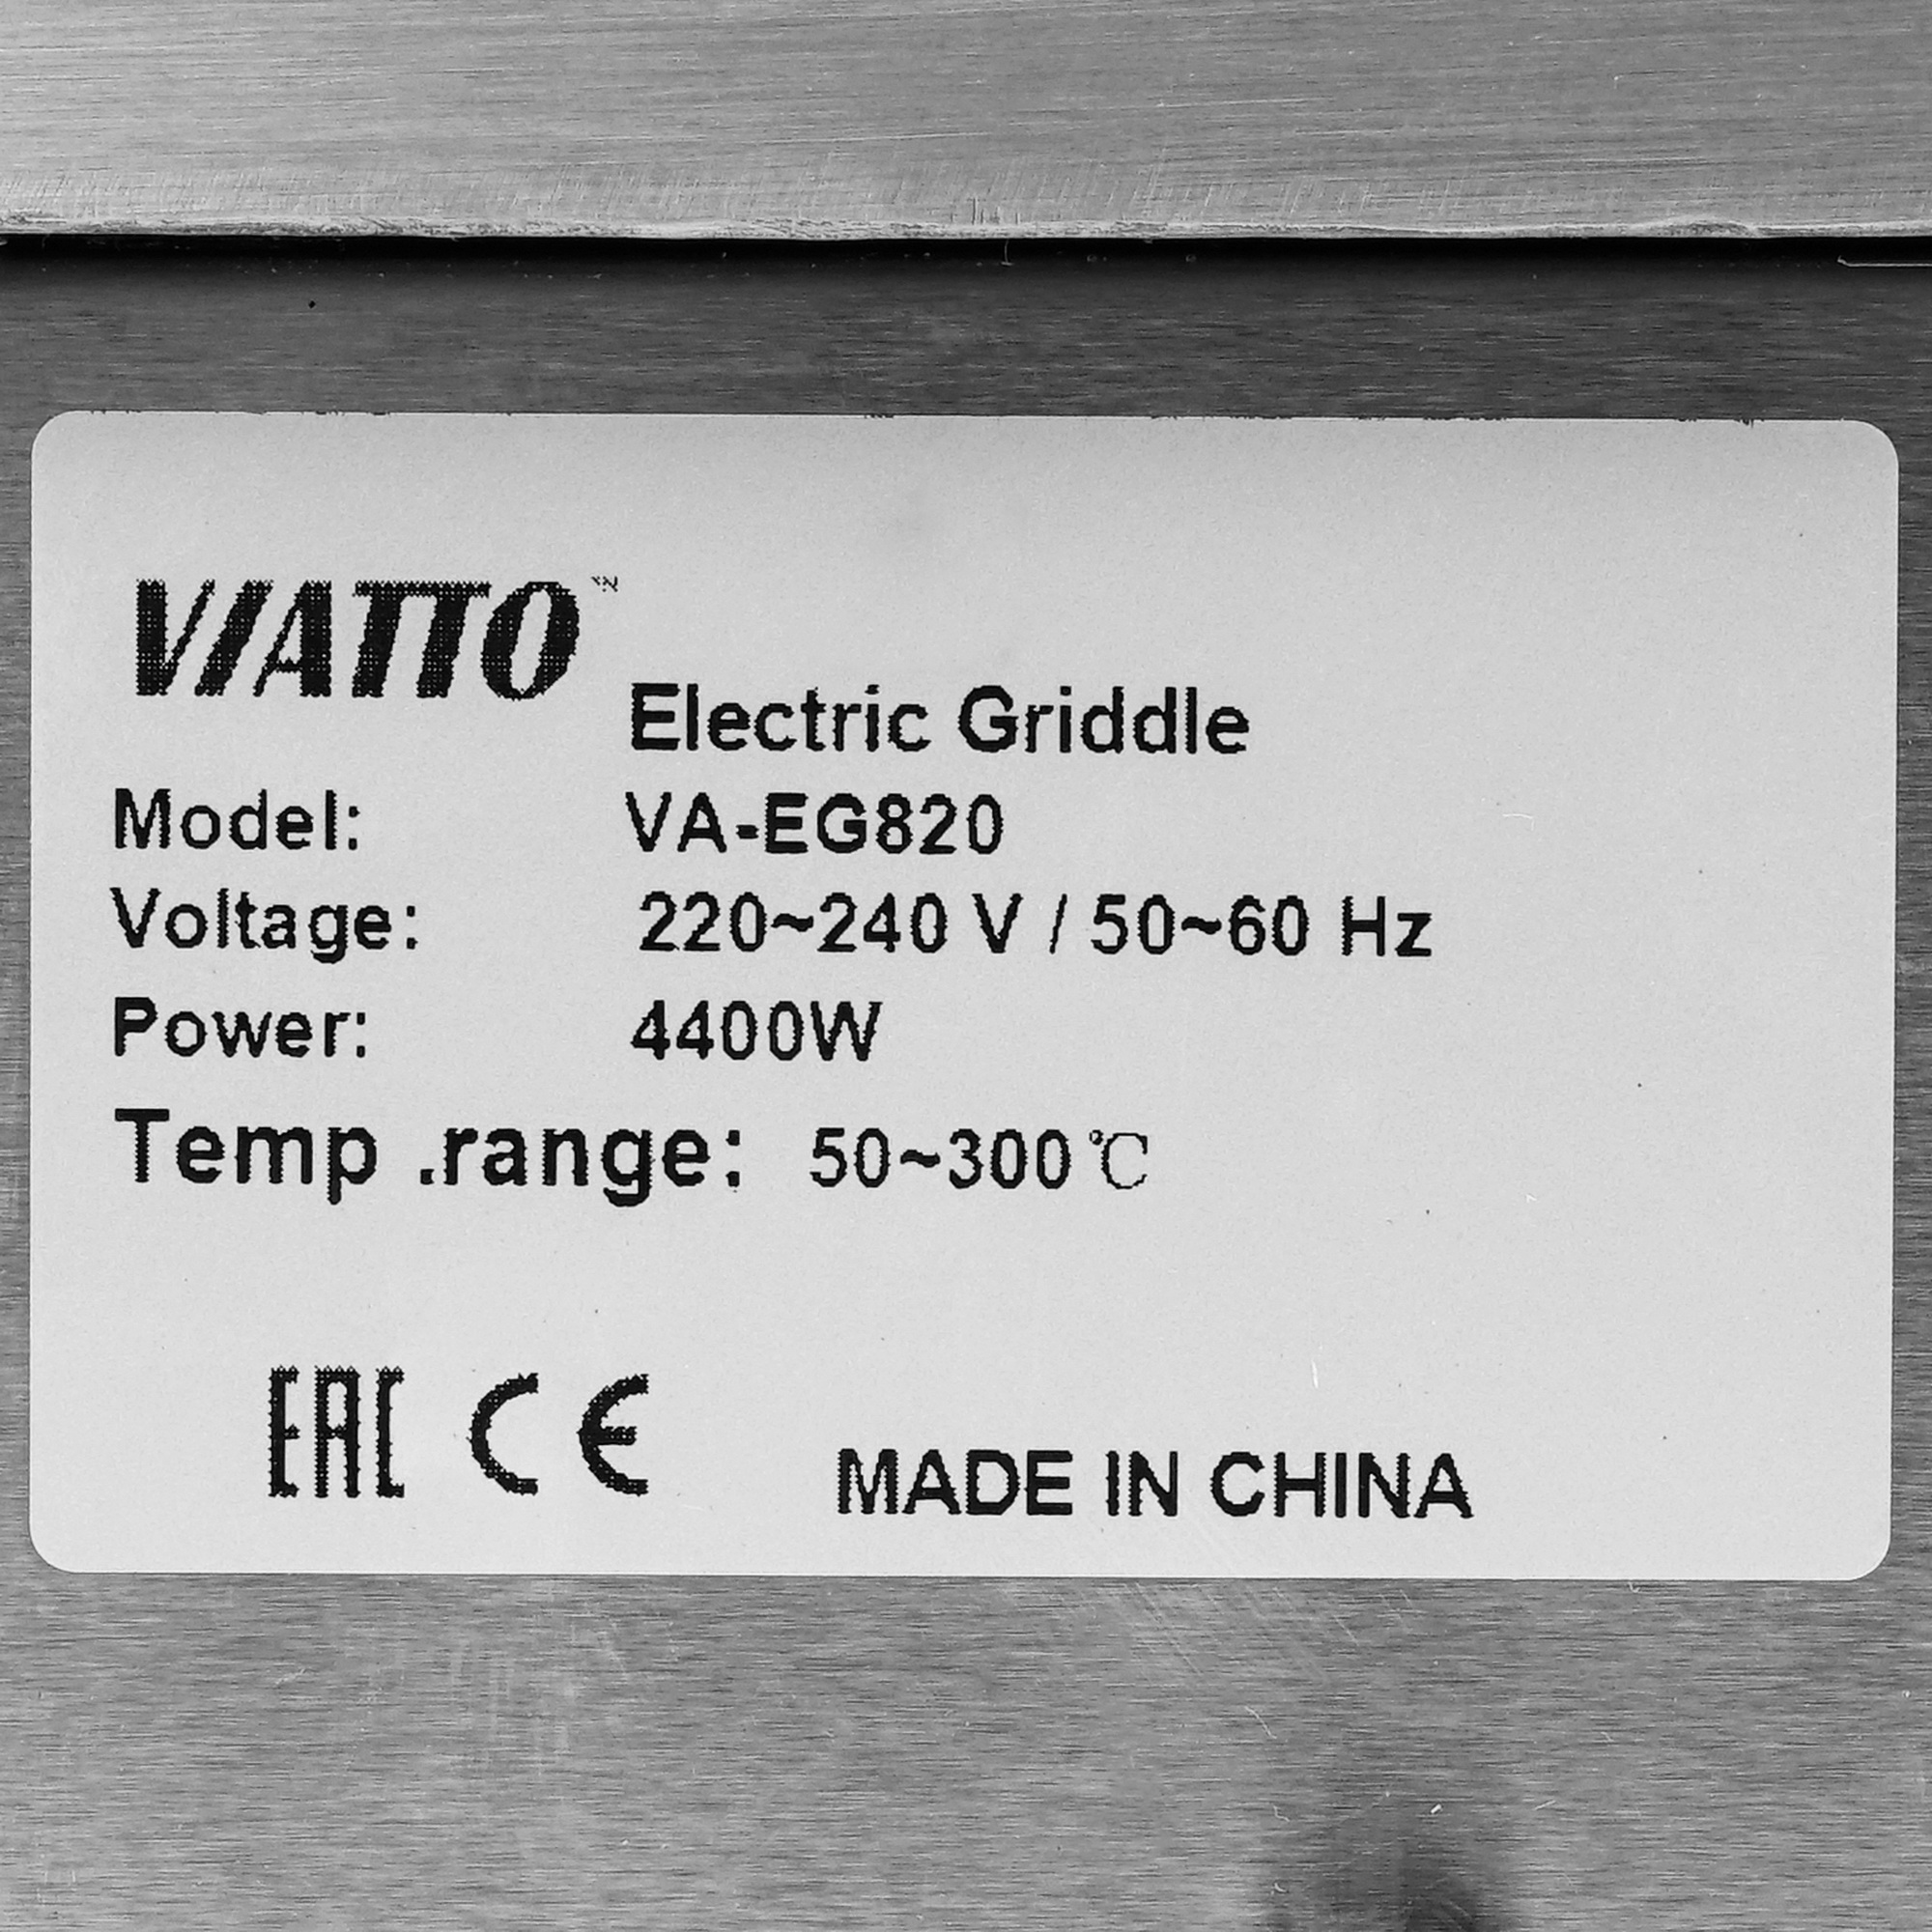 VIATTO™
Electric Griddle
Model: VA-EG820
Voltage: 220~240 V / 50~60 Hz
Power: 4400W
Temp .range: 50~300℃
EAC CE
MADE IN CHINA